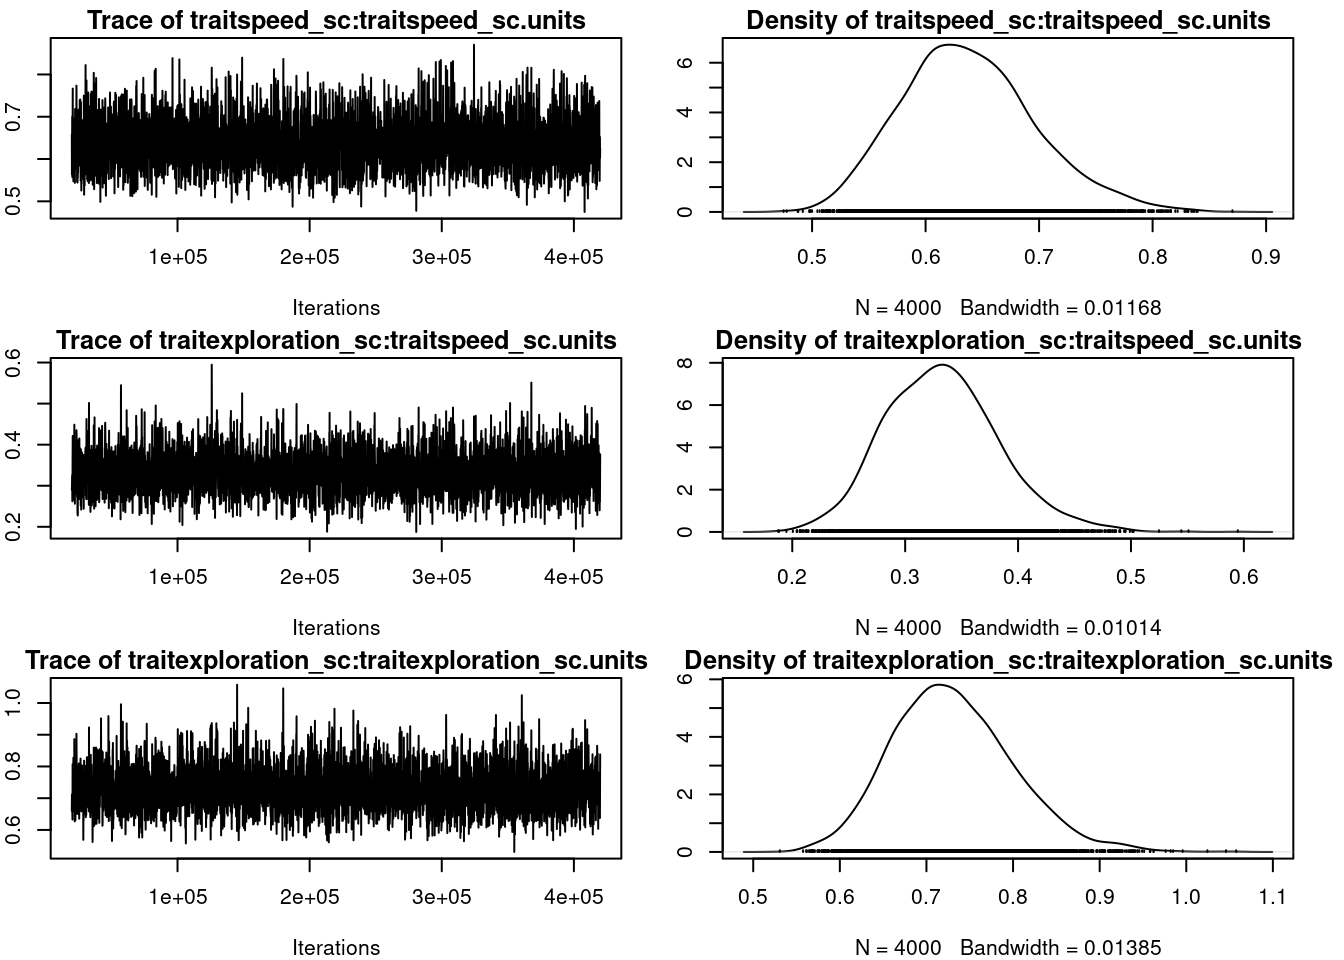 Trace of traitspeed_sc:traitspeed_sc.units
0.5 0.7
1e+05 2e+05 3e+05 4e+05
Iterations
Density of traitspeed_sc:traitspeed_sc.units
0 2 4 6
0.5 0.6 0.7 0.8 0.9
N = 4000 Bandwidth = 0.01168
Trace of traitexploration_sc:traitspeed_sc.units
0.2 0.4 0.6
1e+05 2e+05 3e+05 4e+05
Iterations
Density of traitexploration_sc:traitspeed_sc.units
0 2 4 6 8
0.2 0.3 0.4 0.5 0.6
N = 4000 Bandwidth = 0.01014
Trace of traitexploration_sc:traitexploration_sc.units
0.6 0.8 1.0
1e+05 2e+05 3e+05 4e+05
Iterations
Density of traitexploration_sc:traitexploration_sc.units
0 2 4 6
0.5 0.6 0.7 0.8 0.9 1.0 1.1
N = 4000 Bandwidth = 0.01385